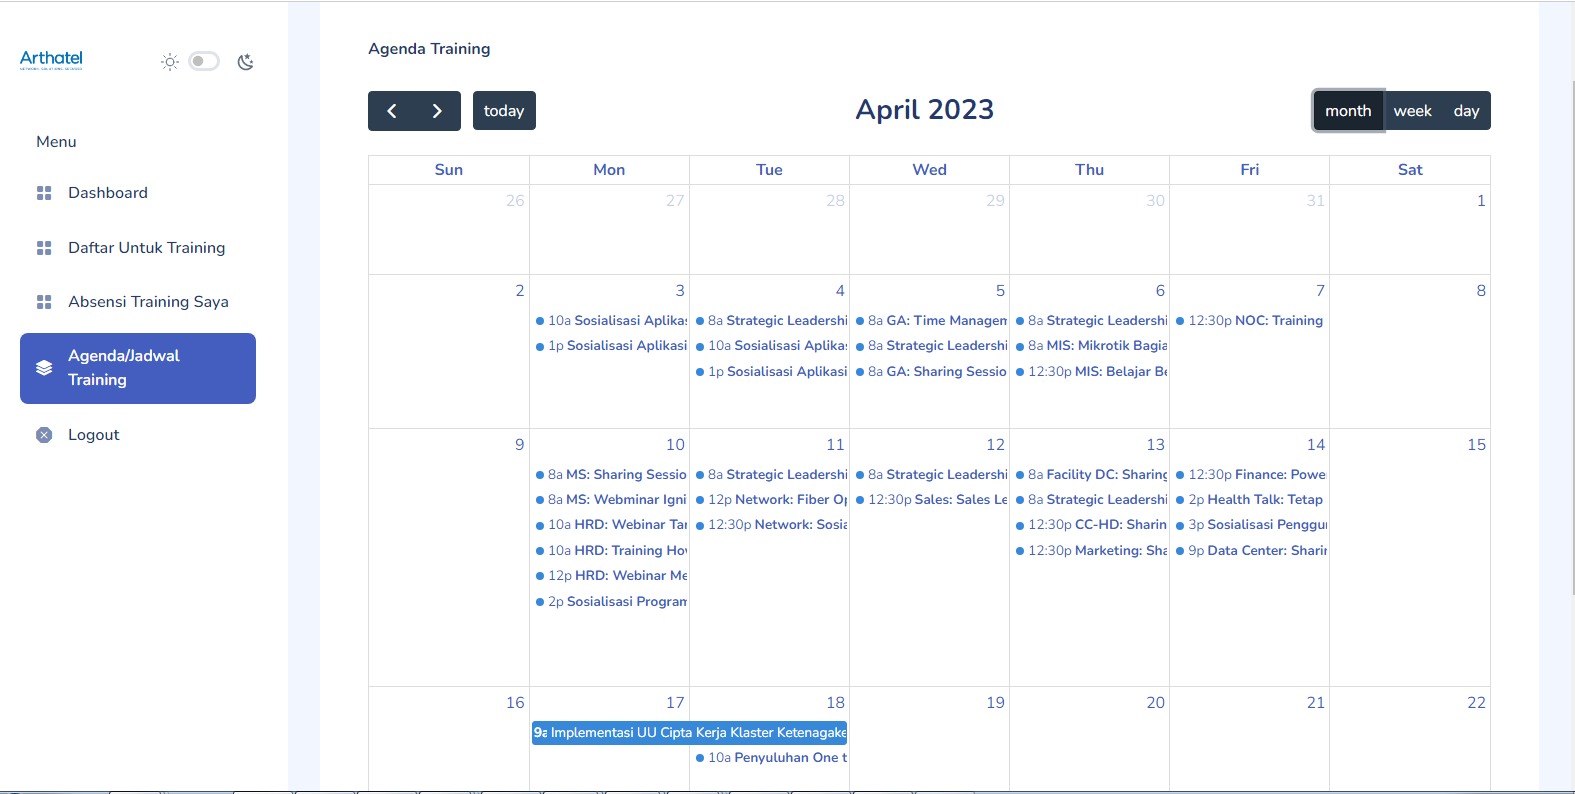 Arthatel
Menu
Dashboard
Daftar Untuk Training
Absensi Training Saya
Agenda/Jadwal
Training
Logout
Agenda Training
today
April 2023
month week day
Sun Mon Tue Wed Thu Fri Sat
26 27 28 29 30 31 1
2 3 4 5 6 7 8
10a Sosialisasi Aplikas
1p Sosialisasi Aplikasi
8a Strategic Leadershi
10a Sosialisasi Aplika
1p Sosialisasi Aplikasi
8a GA: Time Managem
8a Strategic Leadershi
8a GA: Sharing Sessio
8a Strategic Leadershi
8a MIS: Mikrotik Bagia
12:30p MIS: Belajar Be
12:30p NOC: Training
9 10 11 12 13 14 15
8a MS: Sharing Sessio
8a MS: Webminar Igni
10a HRD: Webinar Tar
10a HRD: Training Hov
12p HRD: Webinar Me
2p Sosialisasi Program
8a Strategic Leadershi
12p Network: Fiber Op
12:30p Network: Sosia
8a Strategic Leadershi
12:30p Sales: Sales Le
8a Facility DC: Sharing
8a Strategic Leadershi
12:30p CC-HD: Sharin
12:30p Marketing: Sha
12:30p Finance: Powe
2p Health Talk: Tetap
3p Sosialisasi Penggu
9p Data Center: Sharin
16 17 18 19 20 21 22
9a Implementasi UU Cipta Kerja Klaster Ketenagake
10a Penyuluhan One t